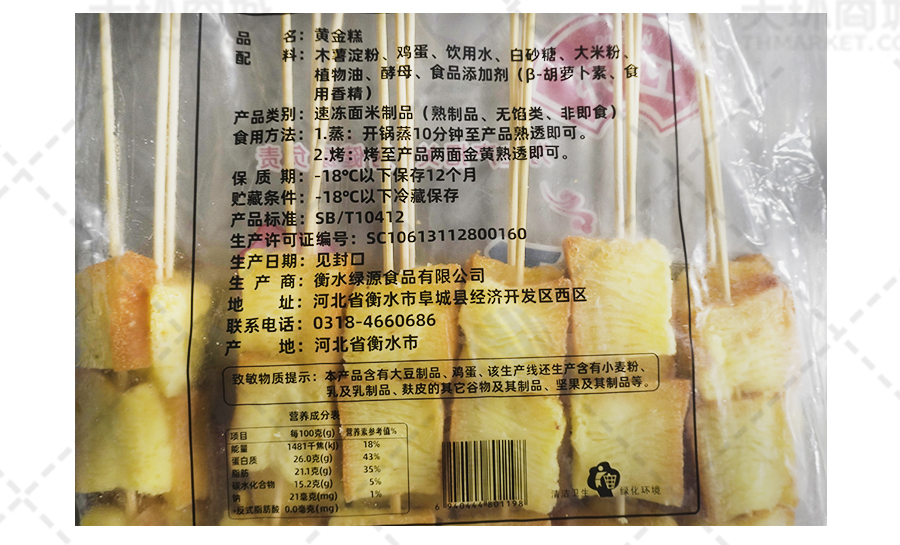 品 名：黄金糕
配 料：木薯淀粉、鸡蛋、饮用水、白砂糖、大米粉、
植物油、酵母、食品添加剂（β-胡萝卜素、食
用香精）
产品类别：速冻面米制品（熟制品、无馅类、非即食）
食用方法：1.蒸：开锅蒸10分钟至产品熟透即可。
2.烤：烤至产品两面金黄熟透即可。
保 质 期：-18℃以下保存12个月
贮藏条件：-18℃以下冷藏保存
产品标准：SB/T10412
生产许可证编号：SC10613112800160
生产日期：见封口
生 产 商：衡水绿源食品有限公司
地 址：河北省衡水市阜城县经济开发区西区
联系电话：0318-4660686
产 地：河北省衡水市
致敏物质提示：本产品含有大豆制品、鸡蛋、该生产线还生产含有小麦粉、
乳及乳制品、麸皮的其它谷物及其制品、坚果及其制品等。
营养成分表
项目 每100克(g) 营养素参考值%
能量 1481千焦(kj) 18%
蛋白质 26.0克(g) 43%
脂肪 21.1克(g) 35%
碳水化合物 15.2克(g) 5%
钠 21毫克(mg) 1%
-反式脂肪酸 0.0毫克(mg)
6 940444 801198
清洁卫生 绿化环境